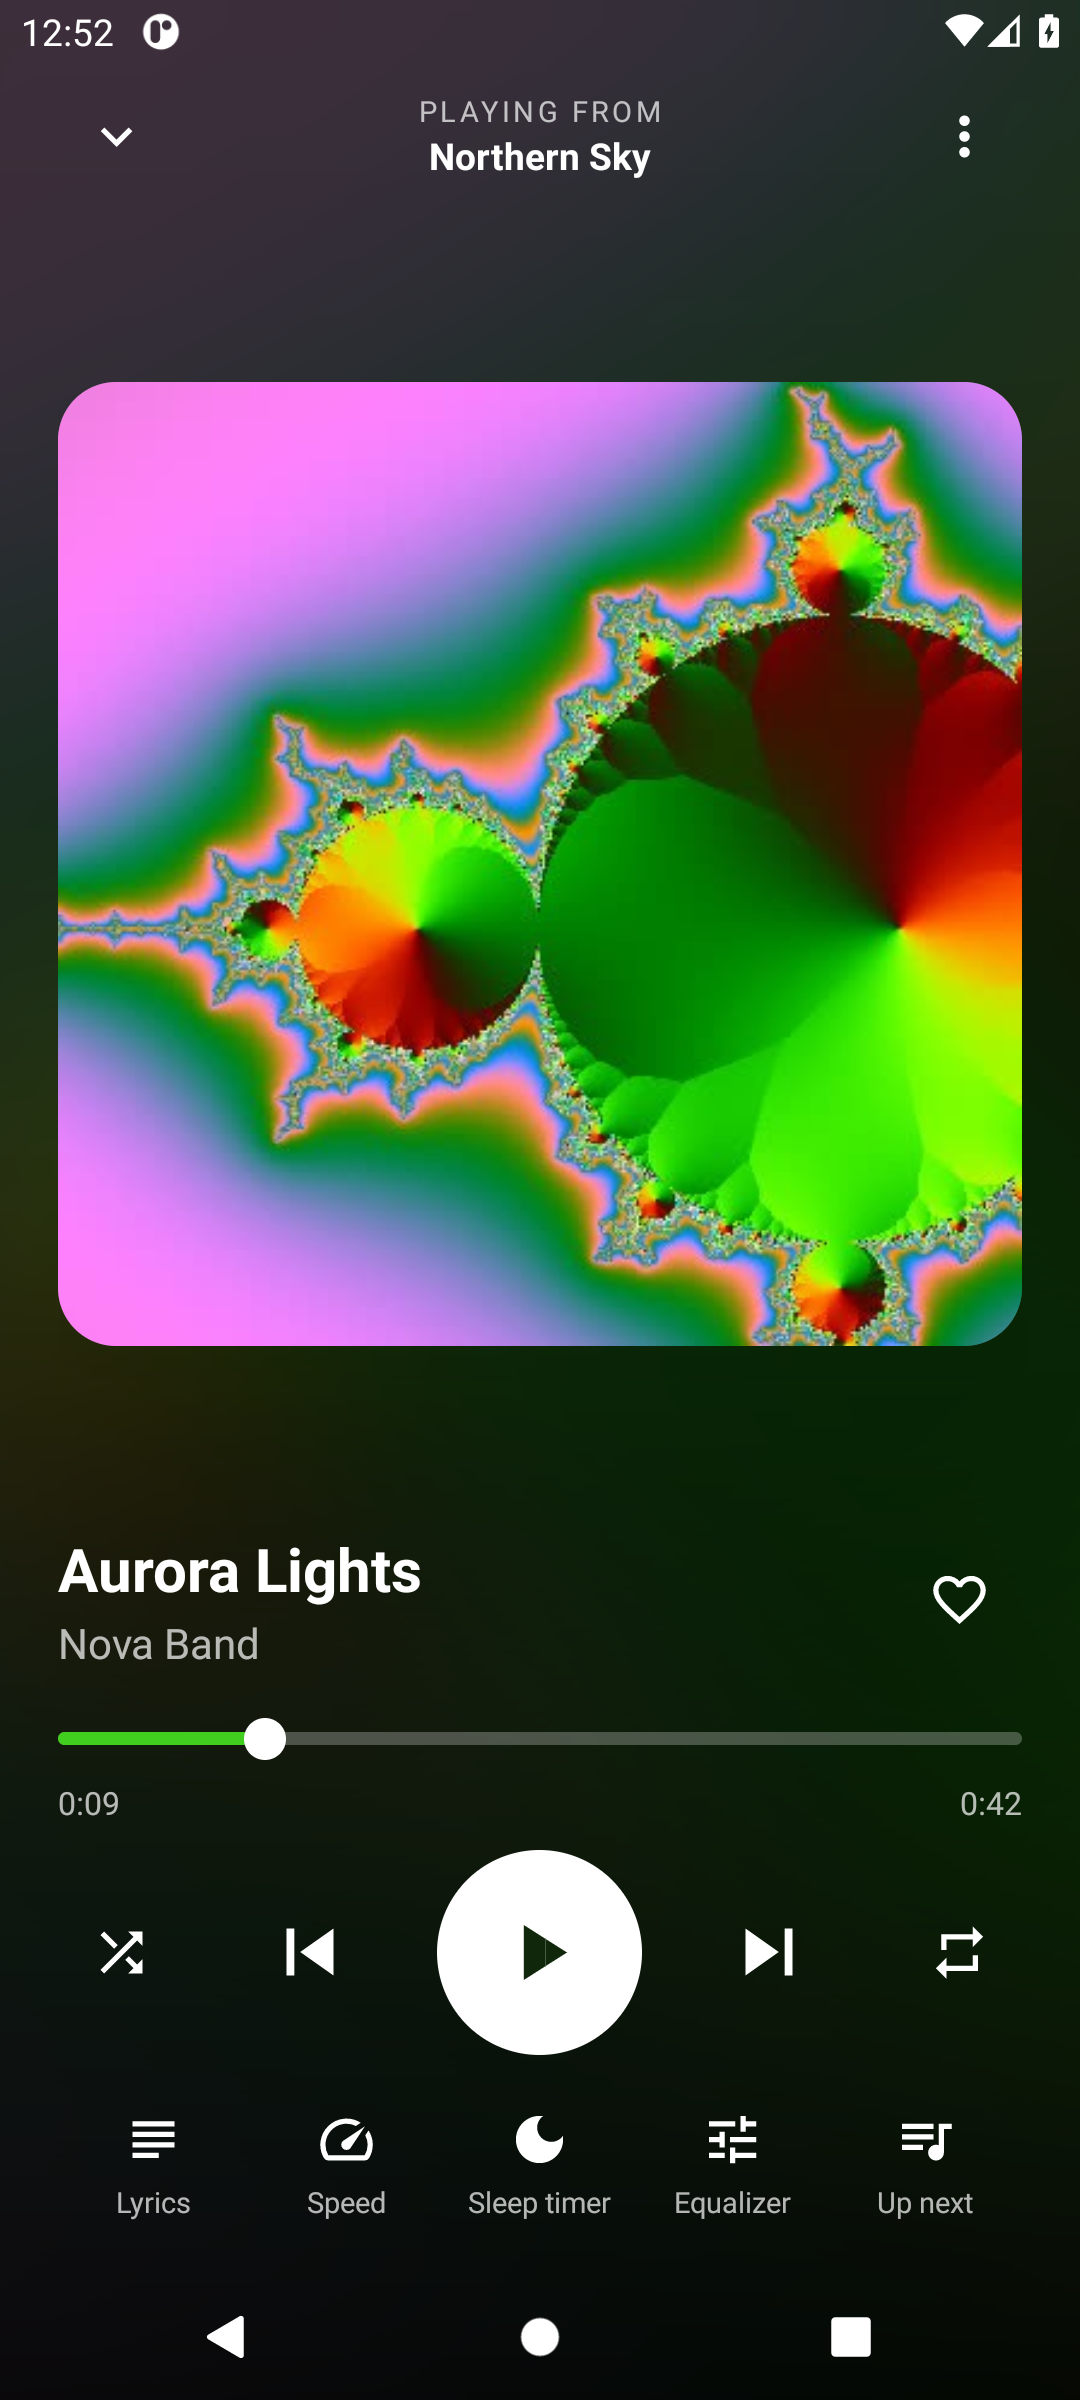 12:52
PLAYING FROM
Northern Sky
Aurora Lights
Nova Band
0:09
0:42
Lyrics
Speed
Sleep timer
Equalizer
Up next